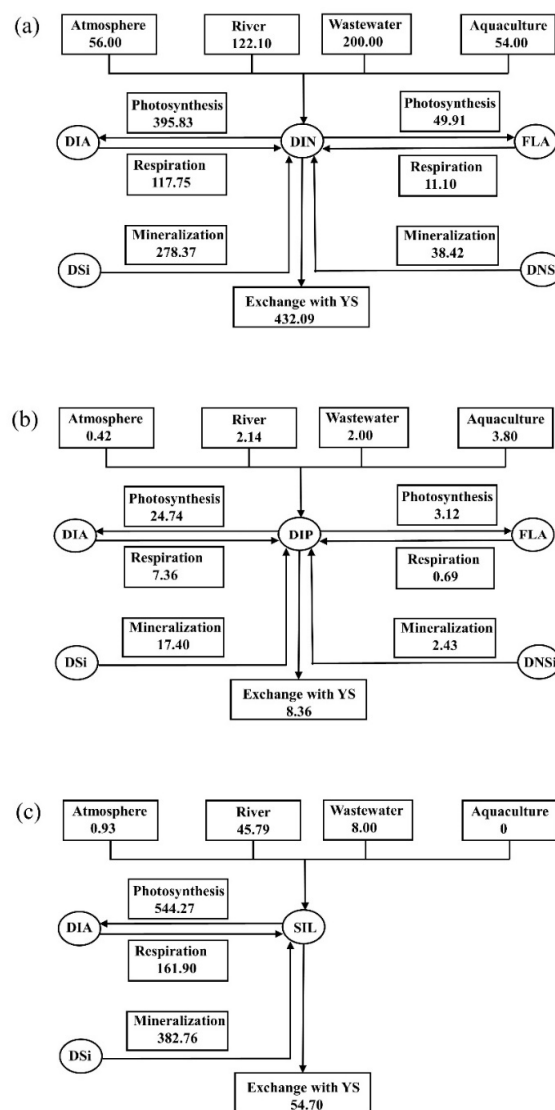 (a)
Atmosphere
56.00
River
122.10
Wastewater
200.00
Aquaculture
54.00
Photosynthesis
395.83
Photosynthesis
49.91
DIA
DIN
FLA
Respiration
117.75
Respiration
11.10
Mineralization
278.37
Mineralization
38.42
DSi
DNS
Exchange with YS
432.09
(b)
Atmosphere
0.42
River
2.14
Wastewater
2.00
Aquaculture
3.80
Photosynthesis
24.74
Photosynthesis
3.12
DIA
DIP
FLA
Respiration
7.36
Respiration
0.69
Mineralization
17.40
Mineralization
2.43
DSi
DNSi
Exchange with YS
8.36
(c)
Atmosphere
0.93
River
45.79
Wastewater
8.00
Aquaculture
0
Photosynthesis
544.27
DIA
SIL
Respiration
161.90
Mineralization
382.76
DSi
Exchange with YS
54.70